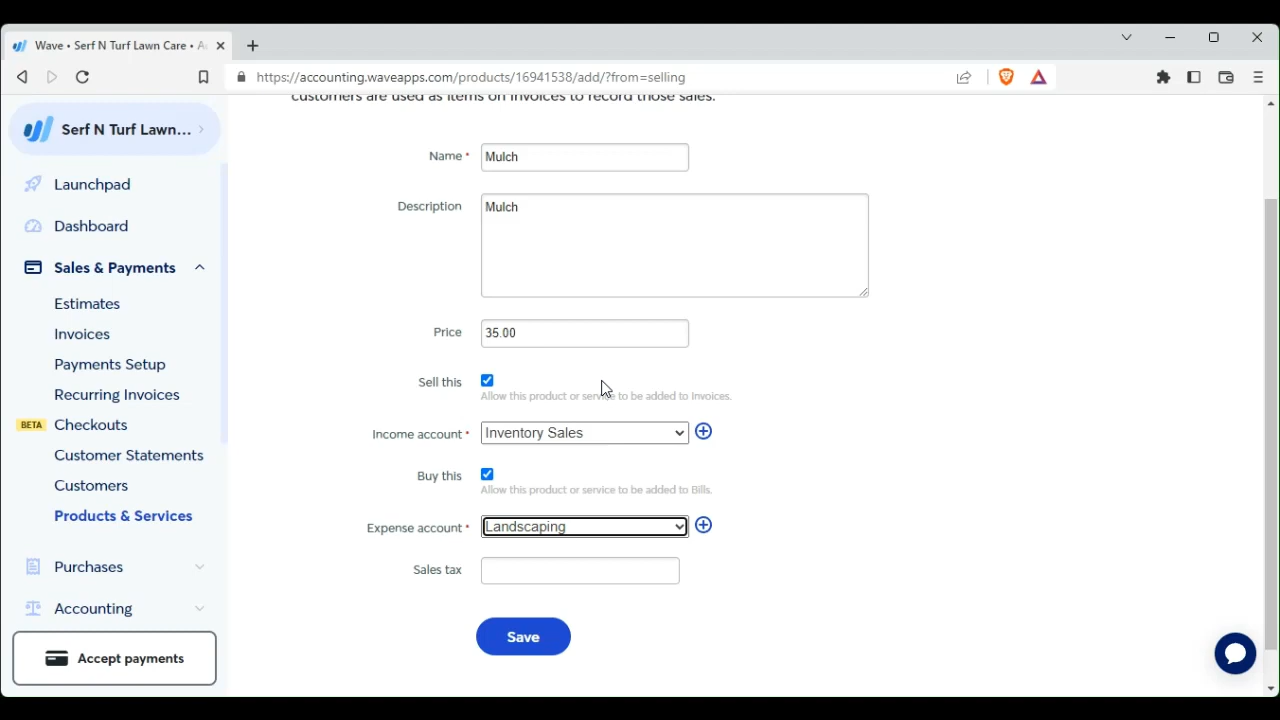 Wave • Serf N Turf Lawn Care • A
https://accounting.waveapps.com/products/16941538/add/?from=selling
Serf N Turf Lawn...
Launchpad
Dashboard
Sales & Payments
Estimates
Invoices
Payments Setup
Recurring Invoices
BETA Checkouts
Customer Statements
Customers
Products & Services
Purchases
Accounting
Accept payments
customers are used as items on invoices to record those sales.
Name * Mulch
Description Mulch
Price 35.00
Sell this
Allow this product or service to be added to Invoices.
Income account * Inventory Sales
Buy this
Allow this product or service to be added to Bills.
Expense account * Landscaping
Sales tax
Save